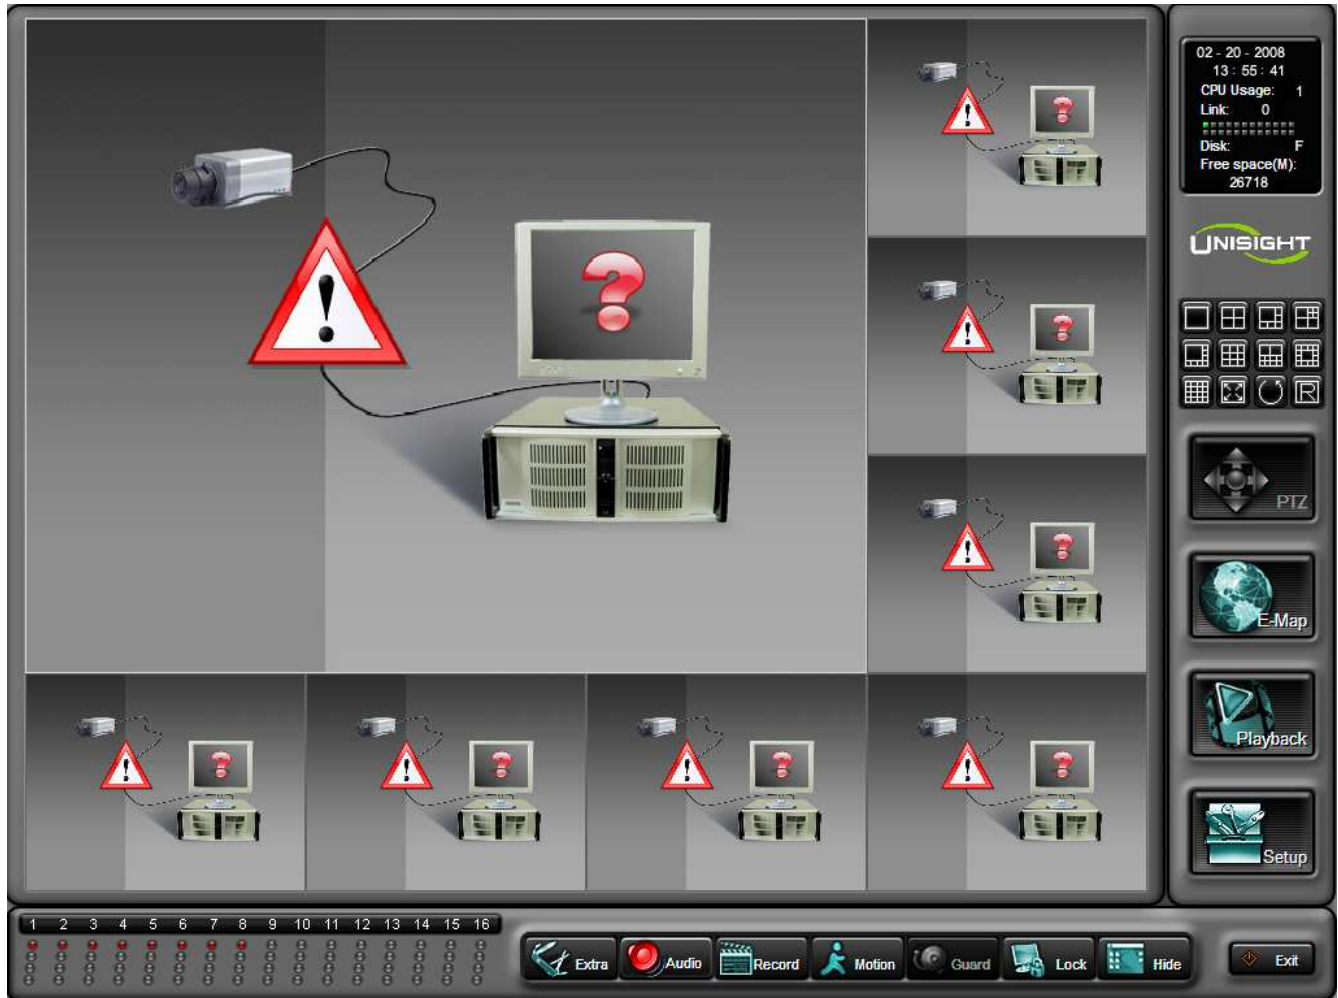 02 - 20 - 2008
13 : 55 : 41
CPU Usage: 1
Link: 0
Disk: F
Free space(M):
26718
UNISIGHT
R
PTZ
E-Map
Playback
Setup
1 2 3 4 5 6 7 8 9 10 11 12 13 14 15 16
Extra Audio Record Motion Guard Lock Hide Exit